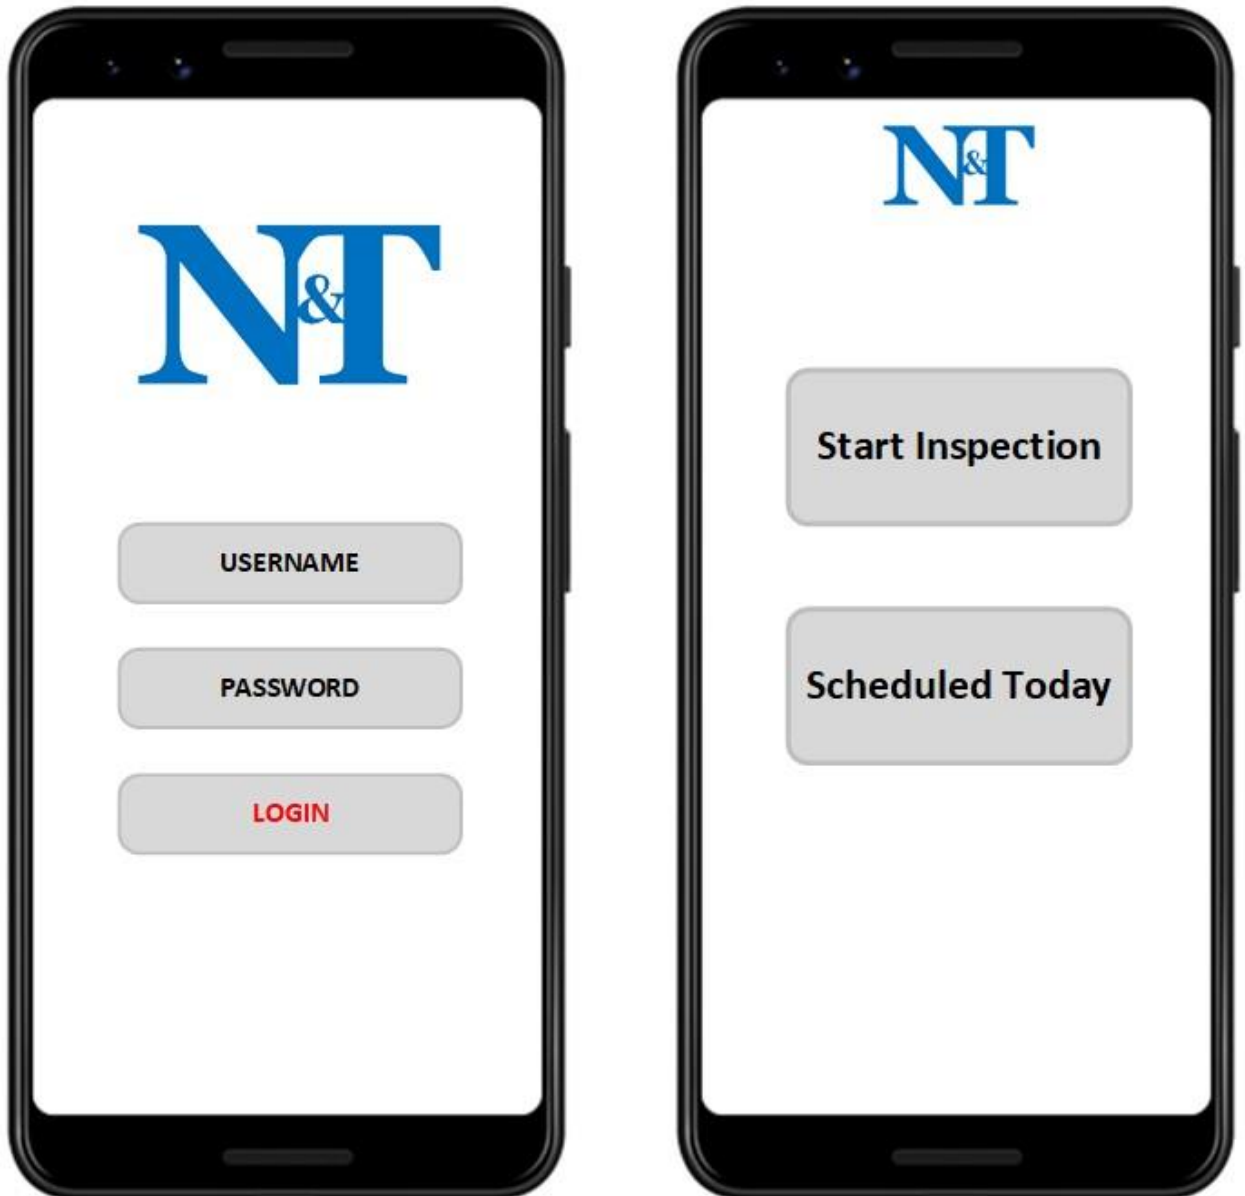 N&T
USERNAME
PASSWORD
LOGIN
N&T
Start Inspection
Scheduled Today